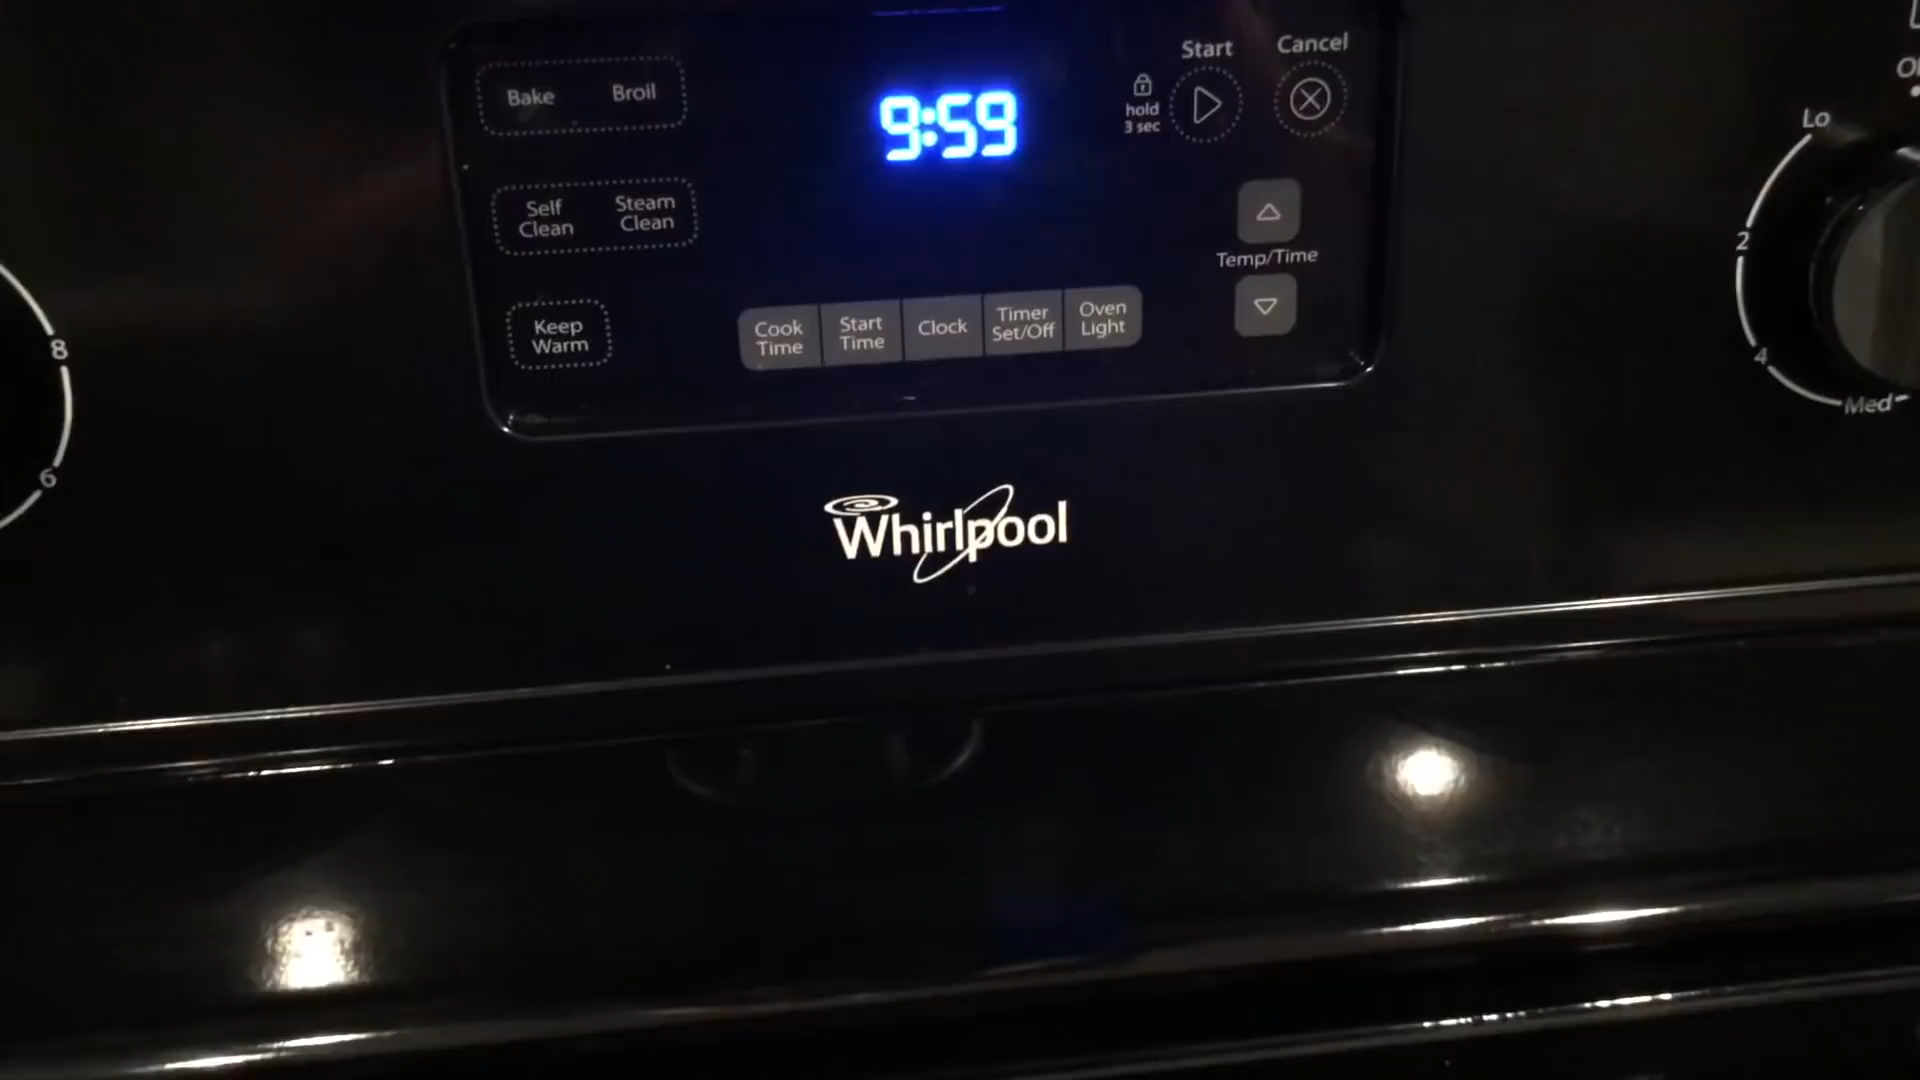 Bake
Broil
9:59
hold
3 sec
Start
Cancel
Self
Clean
Steam
Clean
Temp/Time
Keep
Warm
Cook
Time
Start
Time
Clock
Timer
Set/Off
Oven
Light
Whirlpool
8
6
Lo
2
4
Med